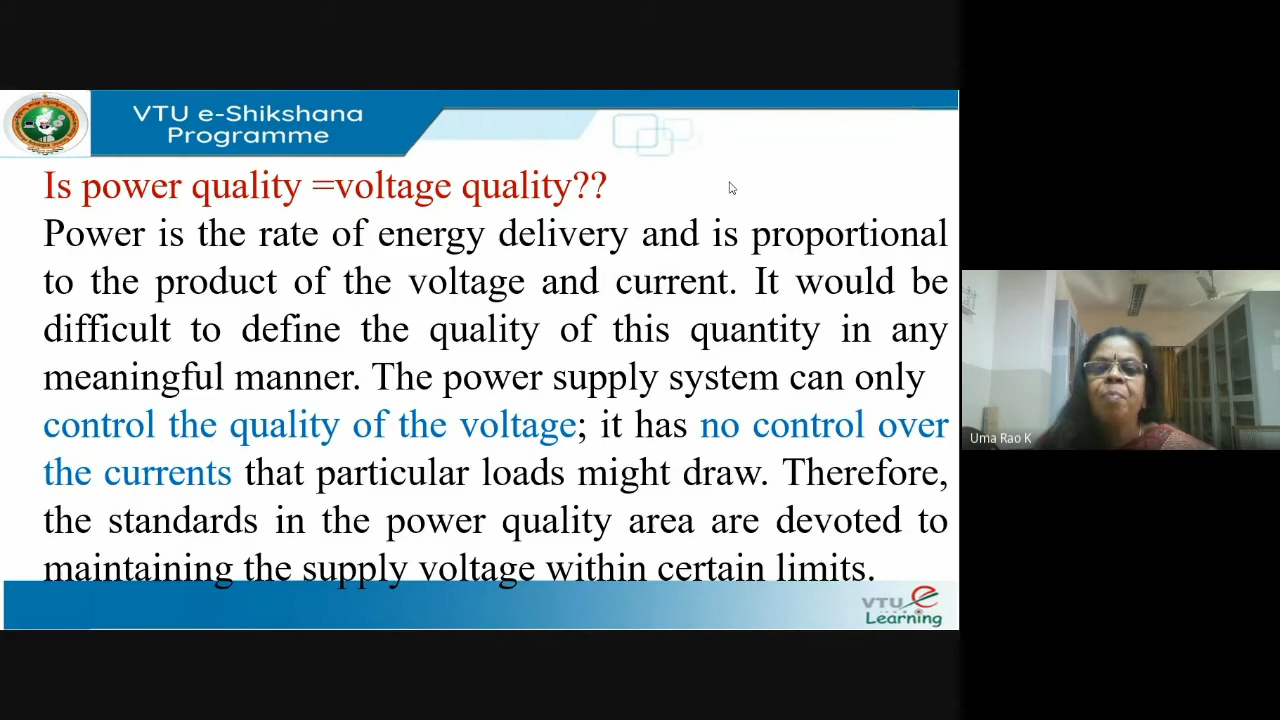 VTU e-Shikshana
Programme
Is power quality =voltage quality??
Power is the rate of energy delivery and is proportional
to the product of the voltage and current. It would be
difficult to define the quality of this quantity in any
meaningful manner. The power supply system can only
control the quality of the voltage; it has no control over
the currents that particular loads might draw. Therefore,
the standards in the power quality area are devoted to
maintaining the supply voltage within certain limits.
VTU e
Learning
Uma Rao K